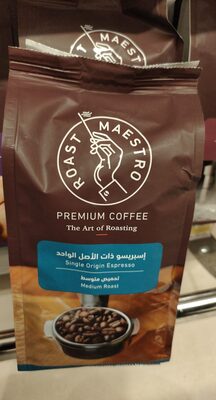 ROAST MAESTRO
PREMIUM COFFEE
The Art of Roasting
إسبريسو ذات الأصل الواحد
Single Origin Espresso
تحميص متوسط
Medium Roast